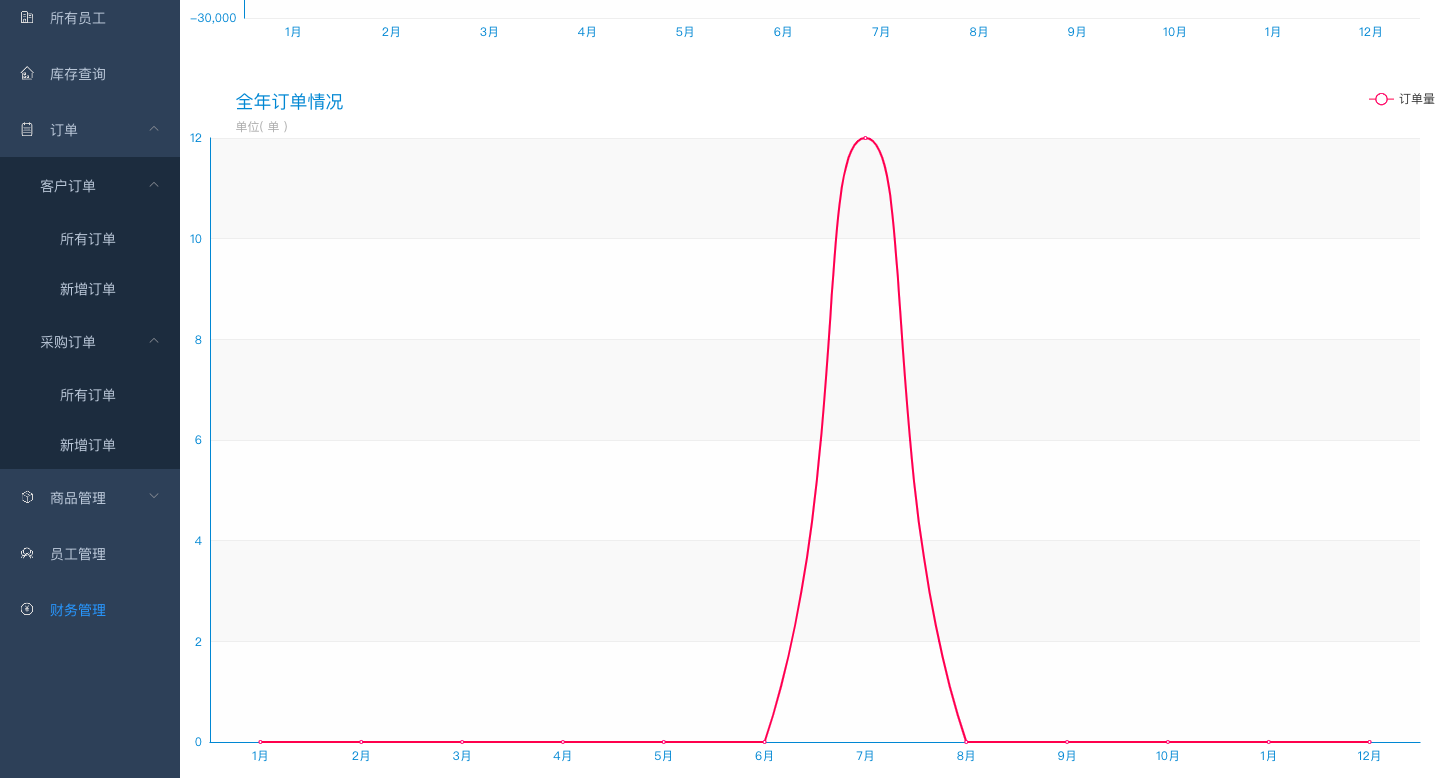 所有员工
库存查询
订单
客户订单
所有订单
新增订单
采购订单
所有订单
新增订单
商品管理
员工管理
财务管理
−30,000
1月 2月 3月 4月 5月 6月 7月 8月 9月 10月 1月 12月
全年订单情况
订单量
单位( 单 )
12
10
8
6
4
2
0
1月 2月 3月 4月 5月 6月 7月 8月 9月 10月 1月 12月